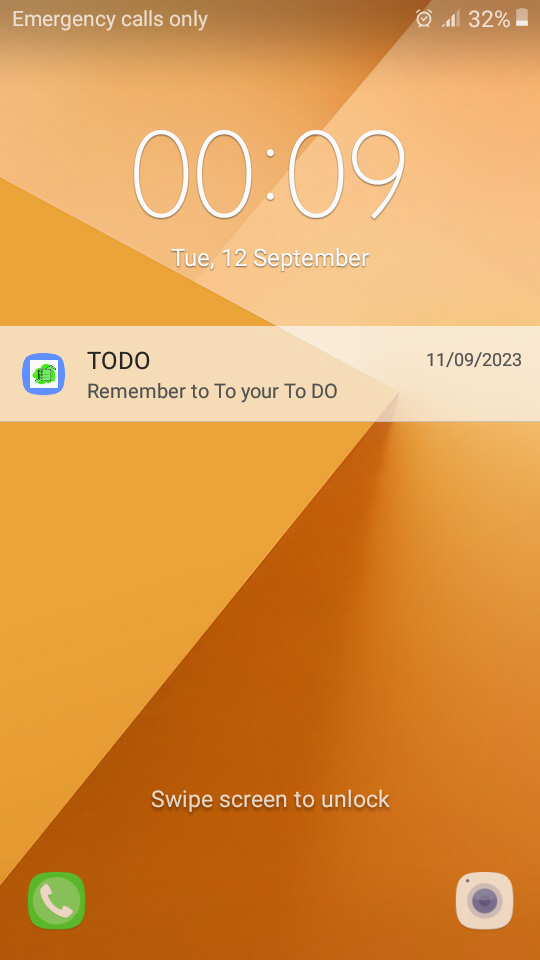 Emergency calls only 32%
00:09
Tue, 12 September
TODO 11/09/2023
Remember to To your To DO
Swipe screen to unlock